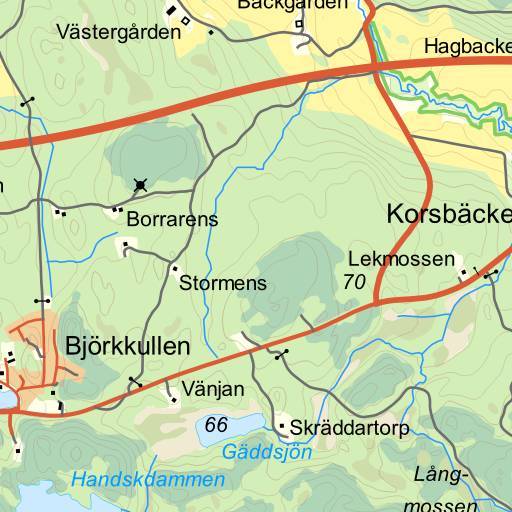 Backgården
Västergården
Hagbacke
n
Borrarens
Korsbäcke
Lekmossen
Stormens
70
Björkkullen
Vänjan
66
Skräddartorp
Gäddsjön
Handskdammen
Lång-
mossen